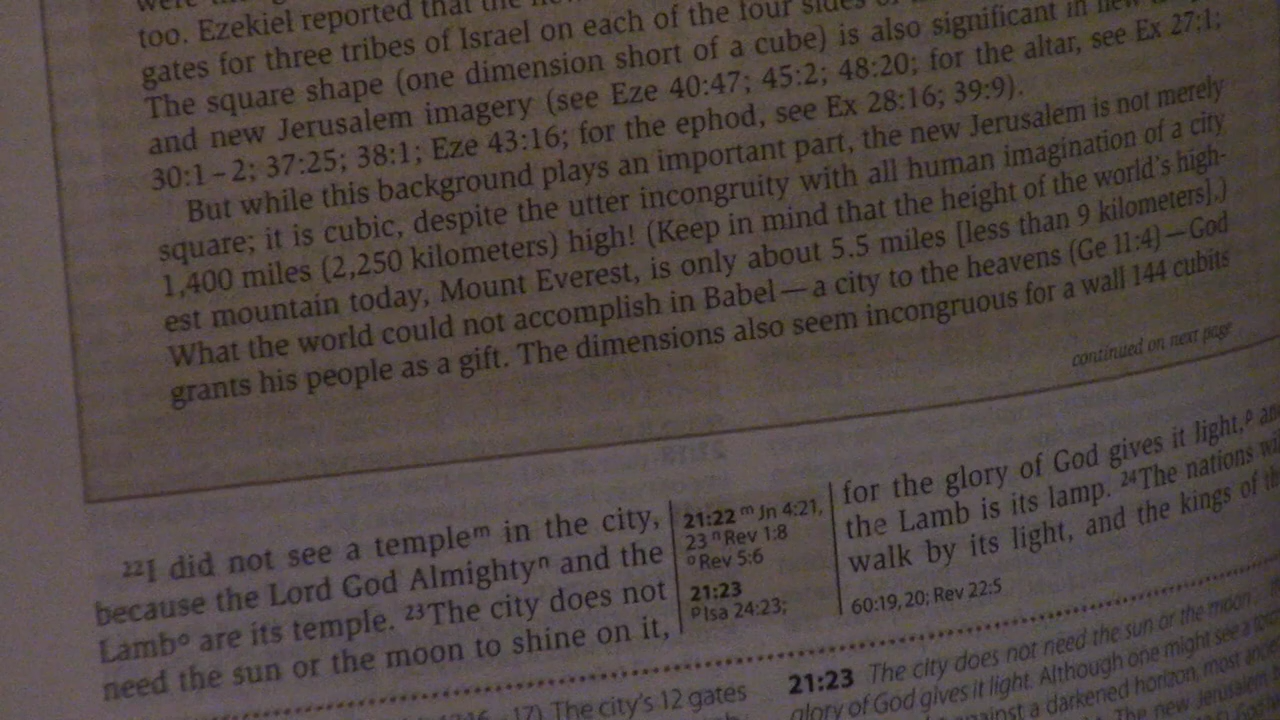 too. Ezekiel reported that the
gates for three tribes of Israel on each of the four sides of
The square shape (one dimension short of a cube) is also significant in new
and new Jerusalem imagery (see Eze 40:47; 45:2; 48:20; for the altar, see Ex 27:1;
30:1–2; 37:25; 38:1; Eze 43:16; for the ephod, see Ex 28:16; 39:9).
But while this background plays an important part, the new Jerusalem is not merely
square; it is cubic, despite the utter incongruity with all human imagination of a city
1,400 miles (2,250 kilometers) high! (Keep in mind that the height of the world's high-
est mountain today, Mount Everest, is only about 5.5 miles [less than 9 kilometers].)
What the world could not accomplish in Babel—a city to the heavens (Ge 11:4)—God
grants his people as a gift. The dimensions also seem incongruous for a wall 144 cubits
continued on next page
22I did not see a templem in the city,
because the Lord God Almightyn and the
Lambo are its temple. 23The city does not
need the sun or the moon to shine on it,
21:22 m Jn 4:21,
23 n Rev 1:8
o Rev 5:6
21:23
p Isa 24:23;
for the glory of God gives it light,p
the Lamb is its lamp. 24The nations
walk by its light, and the kings of
60:19, 20; Rev 22:5
17) The city's 12 gates
21:23 The city does not need the sun or the moon
glory of God gives it light. Although one might see a
against a darkened horizon, most
The new Jerusalem